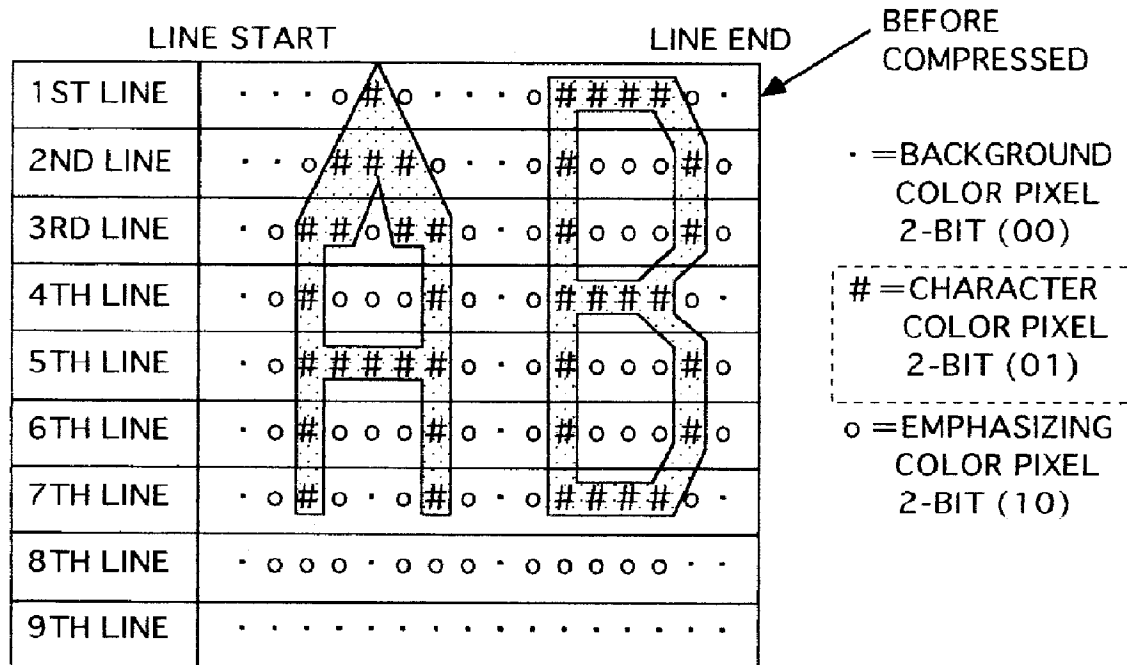 LINE START LINE END
BEFORE
COMPRESSED
1ST LINE · · · o # o · · · o # # # # o ·
2ND LINE · · o # # # o · · o # o o o # o
3RD LINE · o # # o # # o · o # o o o # o
4TH LINE · o # o o o # o · o # # # # o ·
5TH LINE · o # # # # # o · o # o o o # o
6TH LINE · o # o o o # o · o # o o o # o
7TH LINE · o # o · o # o · o # # # # o ·
8TH LINE · o o o · o o o · o o o o o · ·
9TH LINE · · · · · · · · · · · · · · · ·
· =BACKGROUND
COLOR PIXEL
2-BIT (00)
# =CHARACTER
COLOR PIXEL
2-BIT (01)
o =EMPHASIZING
COLOR PIXEL
2-BIT (10)